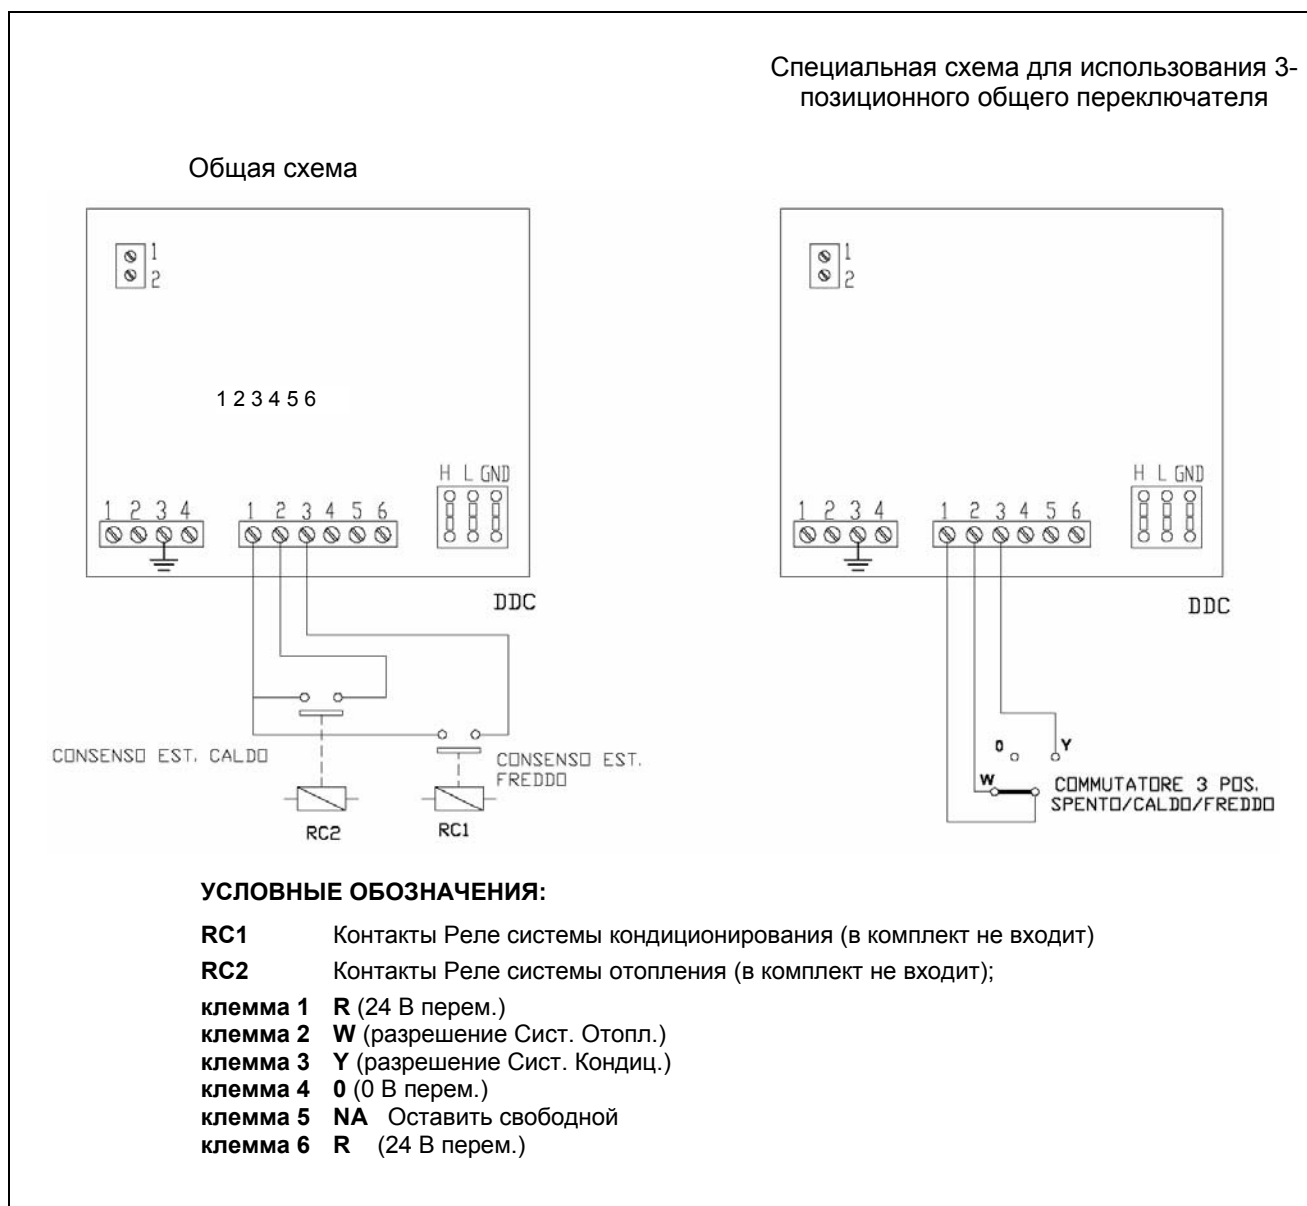 Специальная схема для использования 3-
позиционного общего переключателя
Общая схема
1
2
1 2 3 4 5 6
H L GND
1 2 3 4
1 2 3 4 5 6
DDC
CONSENSO EST. CALDO
CONSENSO EST.
FREDDO
RC2
RC1
1
2
H L GND
1 2 3 4
1 2 3 4 5 6
DDC
0
Y
W
COMMUTATORE 3 POS.
SPENTO/CALDO/FREDDO
УСЛОВНЫЕ ОБОЗНАЧЕНИЯ:
RC1 Контакты Реле системы кондиционирования (в комплект не входит)
RC2 Контакты Реле системы отопления (в комплект не входит);
клемма 1 R (24 В перем.)
клемма 2 W (разрешение Сист. Отопл.)
клемма 3 Y (разрешение Сист. Кондиц.)
клемма 4 0 (0 В перем.)
клемма 5 NA Оставить свободной
клемма 6 R (24 В перем.)